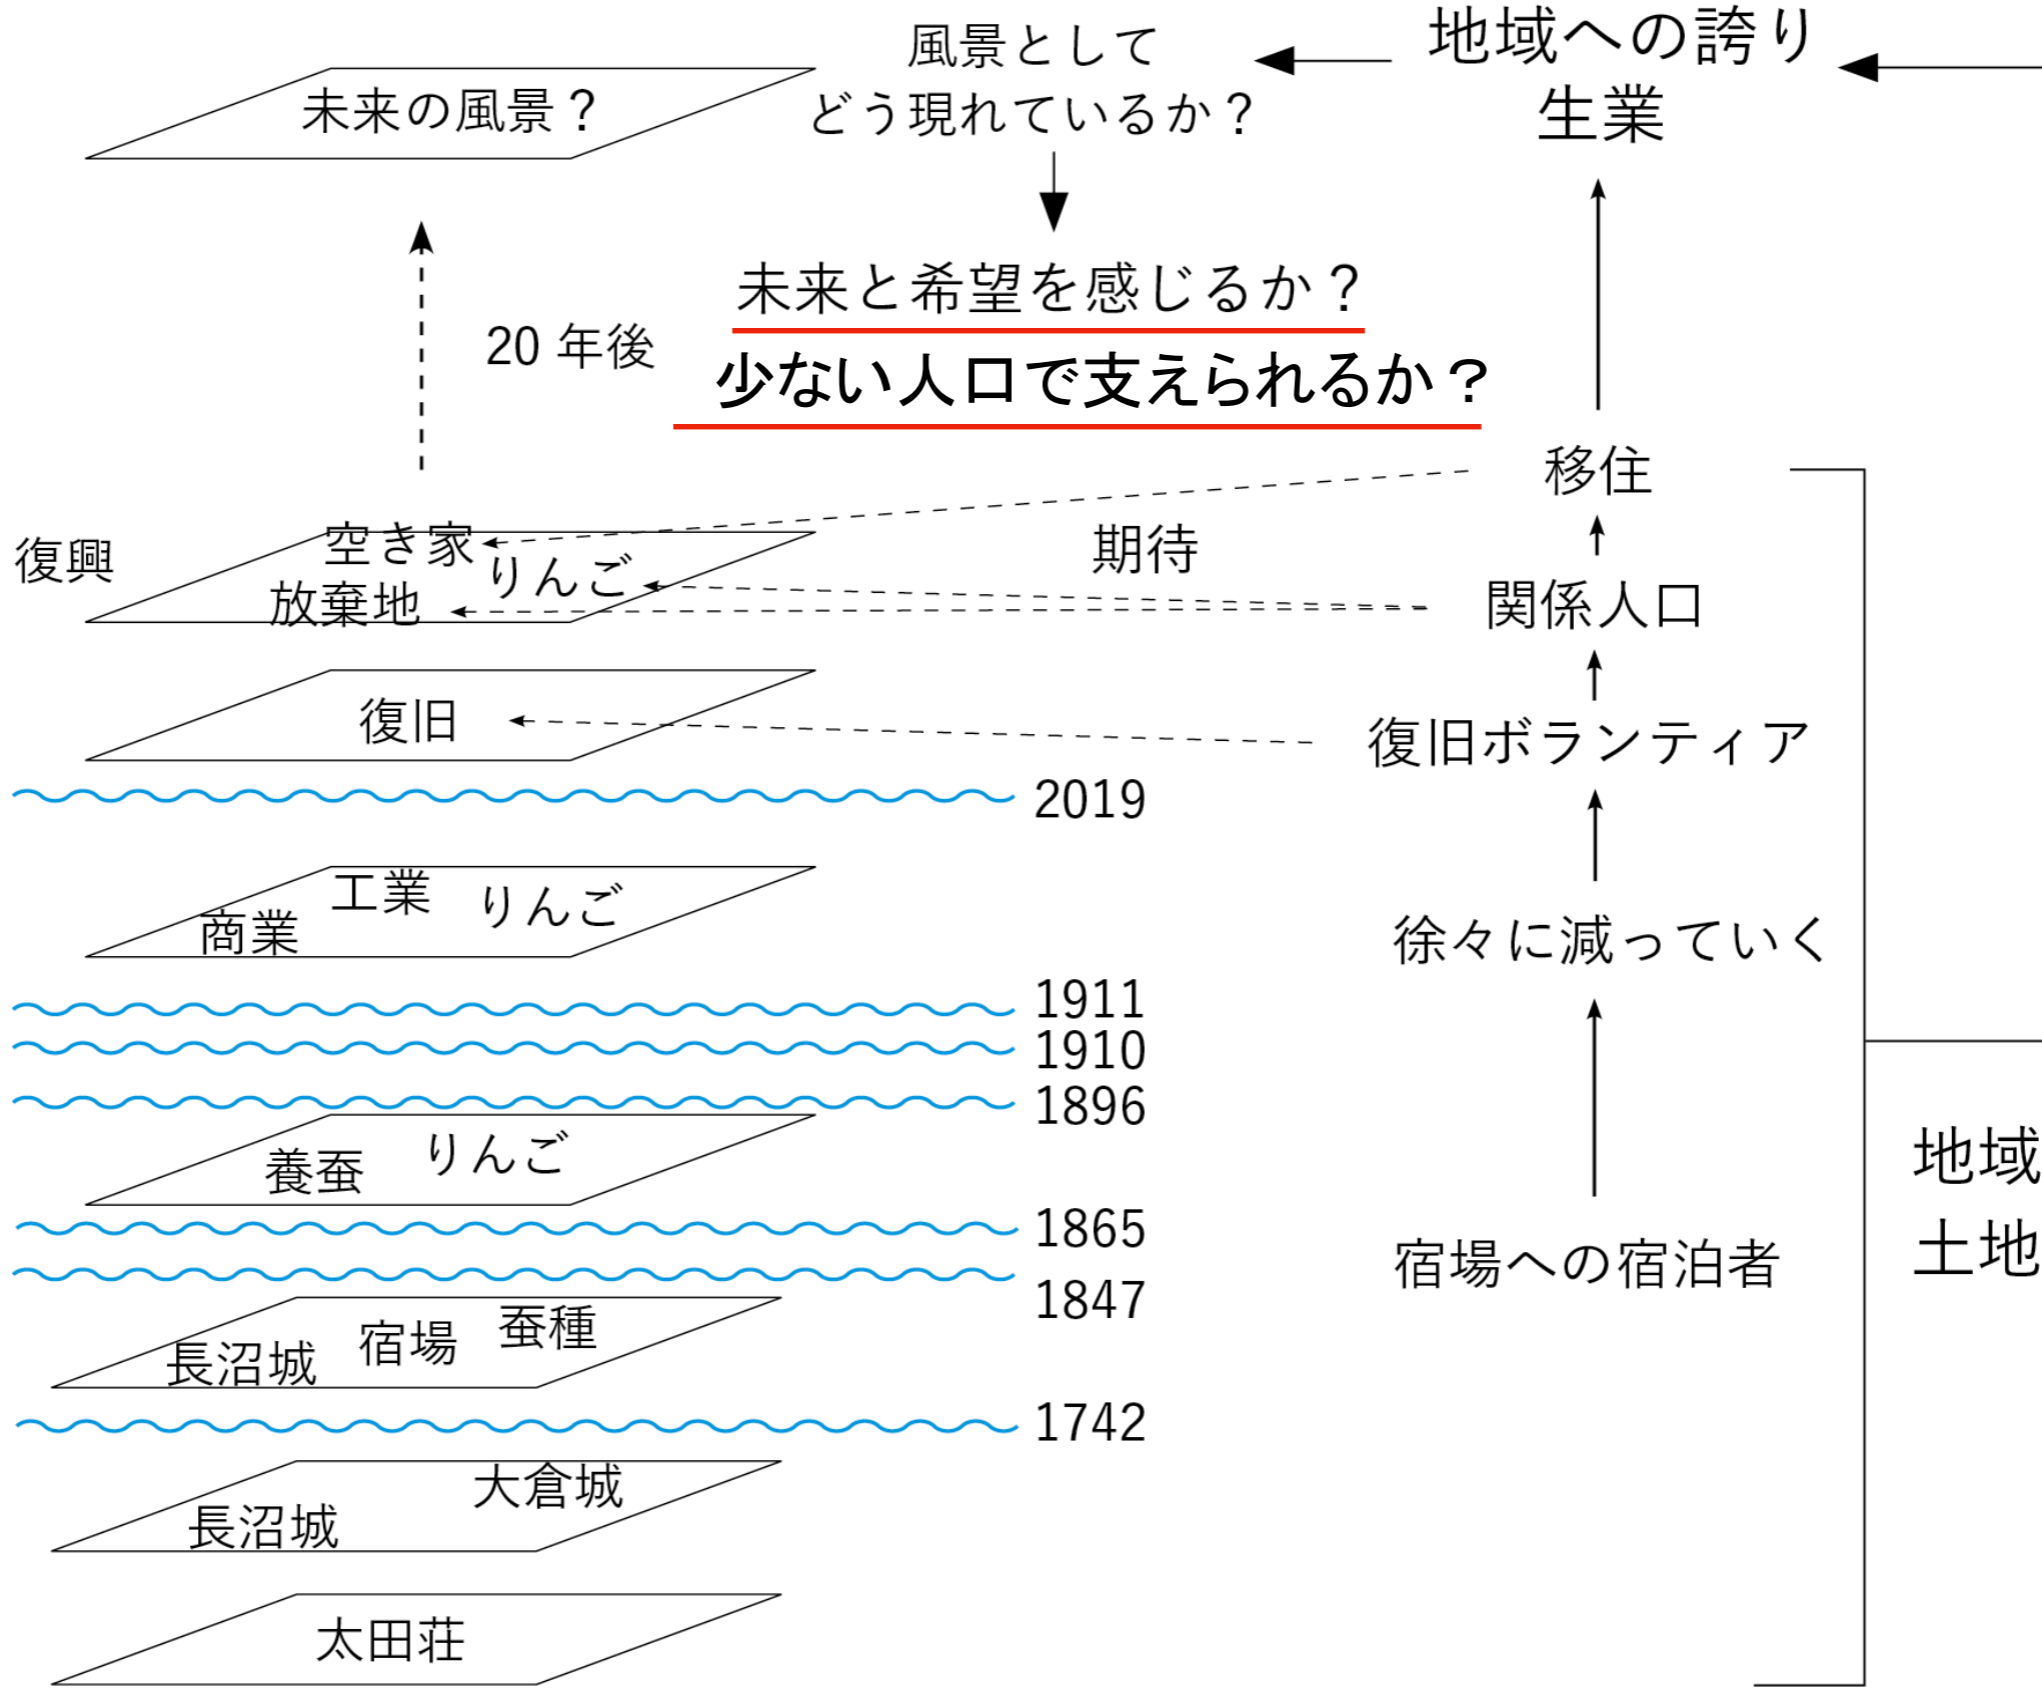 地域への誇り
生業
風景として
どう現れているか？
未来の風景？
未来と希望を感じるか？
少ない人口で支えられるか？
20 年後
移住
期待
復興
空き家
りんご
放棄地
関係人口
復旧
復旧ボランティア
2019
工業
りんご
商業
徐々に減っていく
1911
1910
1896
りんご
養蚕
地域
土地
1865
宿場への宿泊者
1847
蚕種
宿場
長沼城
1742
大倉城
長沼城
太田荘